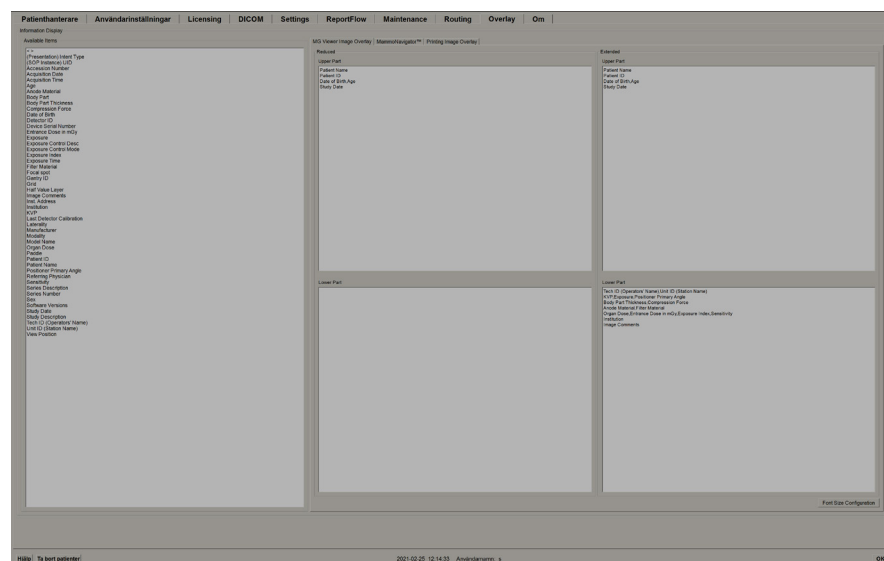 Patienthanterare Användarinställningar Licensing DICOM Settings ReportFlow Maintenance Routing Overlay Om
Information Display
Available Items
(Presentation) Intent Type
(SOP Instance) UID
Accession Number
Acquisition Date
Acquisition Time
Age
Anode Material
Body Part
Body Part Thickness
Compression Force
Date of Birth
Detector ID
Device Serial Number
Entrance Dose in mGy
Exposure
Exposure Control Desc
Exposure Control Mode
Exposure Index
Exposure Time
Filter Material
Focal spot
Gantry ID
Grid
Half Value Layer
Image Comments
Inst. Address
Institution
KVP
Last Detector Calibration
Laterality
Manufacturer
Modality
Model Name
Organ Dose
Paddle
Patient ID
Patient Name
Positioner Primary Angle
Referring Physician
Sensitivity
Series Description
Series Number
Sex
Software Versions
Study Date
Study Description
Tech ID (Operators' Name)
Unit ID (Station Name)
View Position
MG Viewer Image Overlay MammoNavigator™ Printing Image Overlay
Reduced
Upper Part
Patient Name
Patient ID
Date of Birth,Age
Study Date
Lower Part
Extended
Upper Part
Patient Name
Patient ID
Date of Birth,Age
Study Date
Lower Part
Tech ID (Operators' Name),Unit ID (Station Name)
KVP,Exposure,Positioner Primary Angle
Body Part Thickness,Compression Force
Anode Material,Filter Material
Organ Dose,Entrance Dose in mGy,Exposure Index,Sensitivity
Institution
Image Comments
Font Size Configuration
Hjälp Ta bort patienter 2021-02-25 12:14:33 Användarnamn: a OK